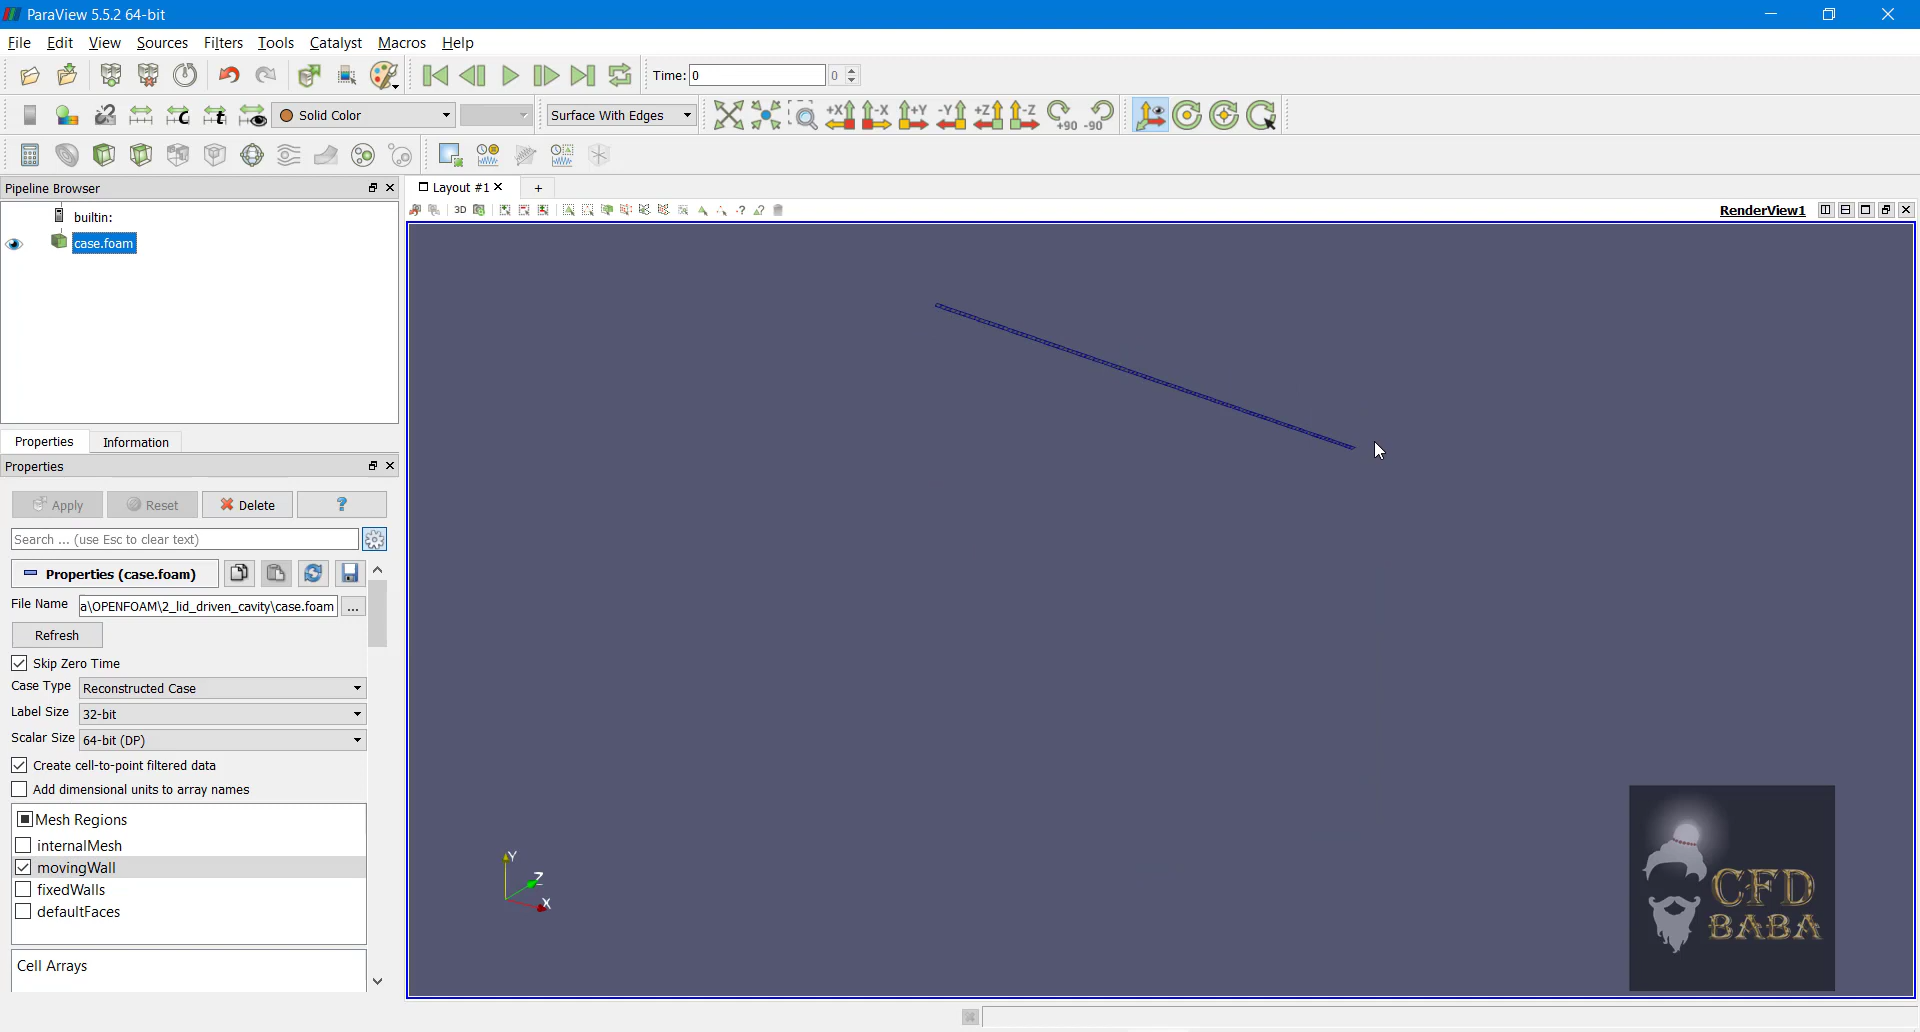 ParaView 5.5.2 64-bit
File Edit View Sources Filters Tools Catalyst Macros Help
Time: 0 0
Solid Color Surface With Edges +X -X +Y -Y +Z -Z +90 -90
Pipeline Browser
Layout #1 +
3D
RenderView1
builtin:
case.foam
Properties Information
Properties
Apply Reset Delete ?
Search ... (use Esc to clear text)
Properties (case.foam)
File Name a\OPENFOAM\2_lid_driven_cavity\case.foam ...
Refresh
Skip Zero Time
Case Type Reconstructed Case
Label Size 32-bit
Scalar Size 64-bit (DP)
Create cell-to-point filtered data
Add dimensional units to array names
Mesh Regions
internalMesh
movingWall
fixedWalls
defaultFaces
Cell Arrays
Y
Z
X
CFD
BABA